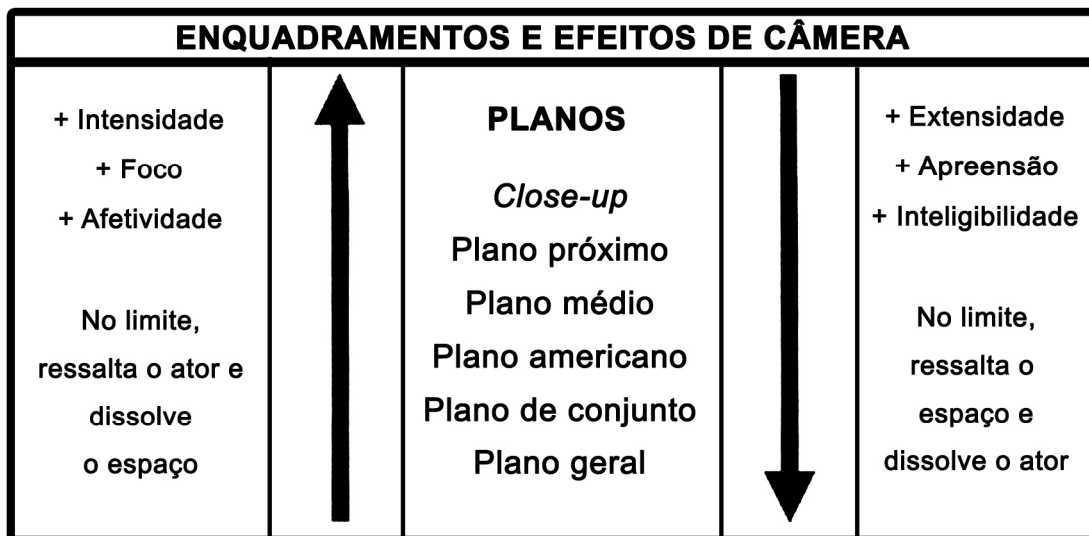 ENQUADRAMENTOS E EFEITOS DE CÂMERA
+ Intensidade
+ Foco
+ Afetividade
No limite,
ressalta o ator e
dissolve
o espaço
PLANOS
Close-up
Plano próximo
Plano médio
Plano americano
Plano de conjunto
Plano geral
+ Extensidade
+ Apreensão
+ Inteligibilidade
No limite,
ressalta o
espaço e
dissolve o ator